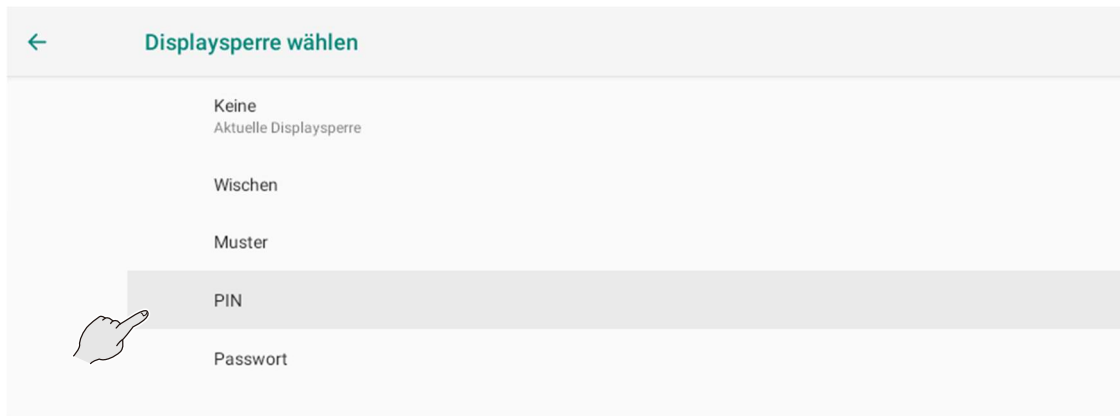 Displaysperre wählen
Keine
Aktuelle Displaysperre
Wischen
Muster
PIN
Passwort